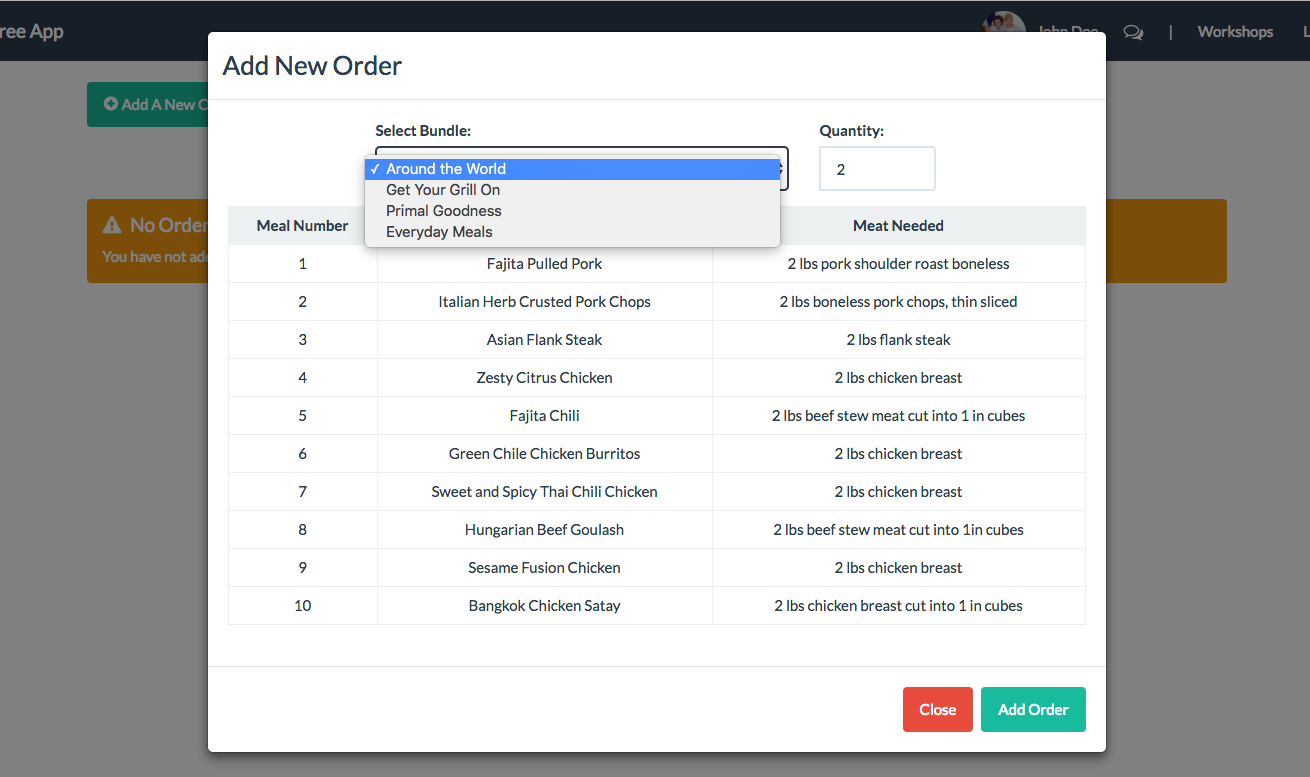 ree App
John Doe
|
Workshops
Add New Order
Add A New O
Select Bundle:
Quantity:
✓ Around the World
Get Your Grill On
Primal Goodness
Everyday Meals
2
No Order
You have not ad
Meal Number Meat Needed
1 Fajita Pulled Pork 2 lbs pork shoulder roast boneless
2 Italian Herb Crusted Pork Chops 2 lbs boneless pork chops, thin sliced
3 Asian Flank Steak 2 lbs flank steak
4 Zesty Citrus Chicken 2 lbs chicken breast
5 Fajita Chili 2 lbs beef stew meat cut into 1 in cubes
6 Green Chile Chicken Burritos 2 lbs chicken breast
7 Sweet and Spicy Thai Chili Chicken 2 lbs chicken breast
8 Hungarian Beef Goulash 2 lbs beef stew meat cut into 1in cubes
9 Sesame Fusion Chicken 2 lbs chicken breast
10 Bangkok Chicken Satay 2 lbs chicken breast cut into 1 in cubes
Close
Add Order